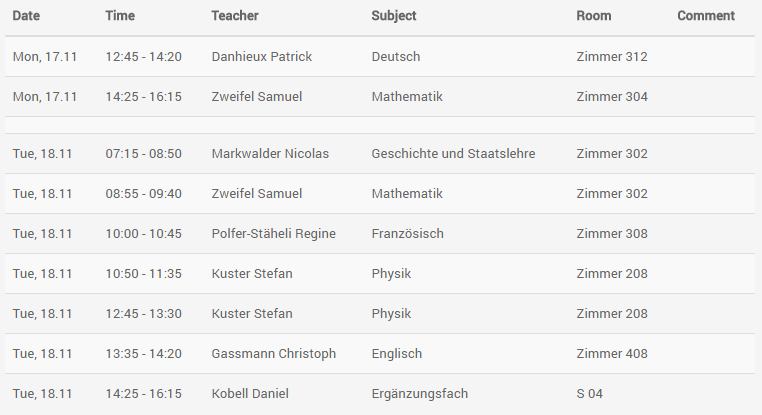 Date Time Teacher Subject Room Comment
Mon, 17.11 12:45 - 14:20 Danhieux Patrick Deutsch Zimmer 312
Mon, 17.11 14:25 - 16:15 Zweifel Samuel Mathematik Zimmer 304
Tue, 18.11 07:15 - 08:50 Markwalder Nicolas Geschichte und Staatslehre Zimmer 302
Tue, 18.11 08:55 - 09:40 Zweifel Samuel Mathematik Zimmer 302
Tue, 18.11 10:00 - 10:45 Polfer-Stäheli Regine Französisch Zimmer 308
Tue, 18.11 10:50 - 11:35 Kuster Stefan Physik Zimmer 208
Tue, 18.11 12:45 - 13:30 Kuster Stefan Physik Zimmer 208
Tue, 18.11 13:35 - 14:20 Gassmann Christoph Englisch Zimmer 408
Tue, 18.11 14:25 - 16:15 Kobell Daniel Ergänzungsfach S 04